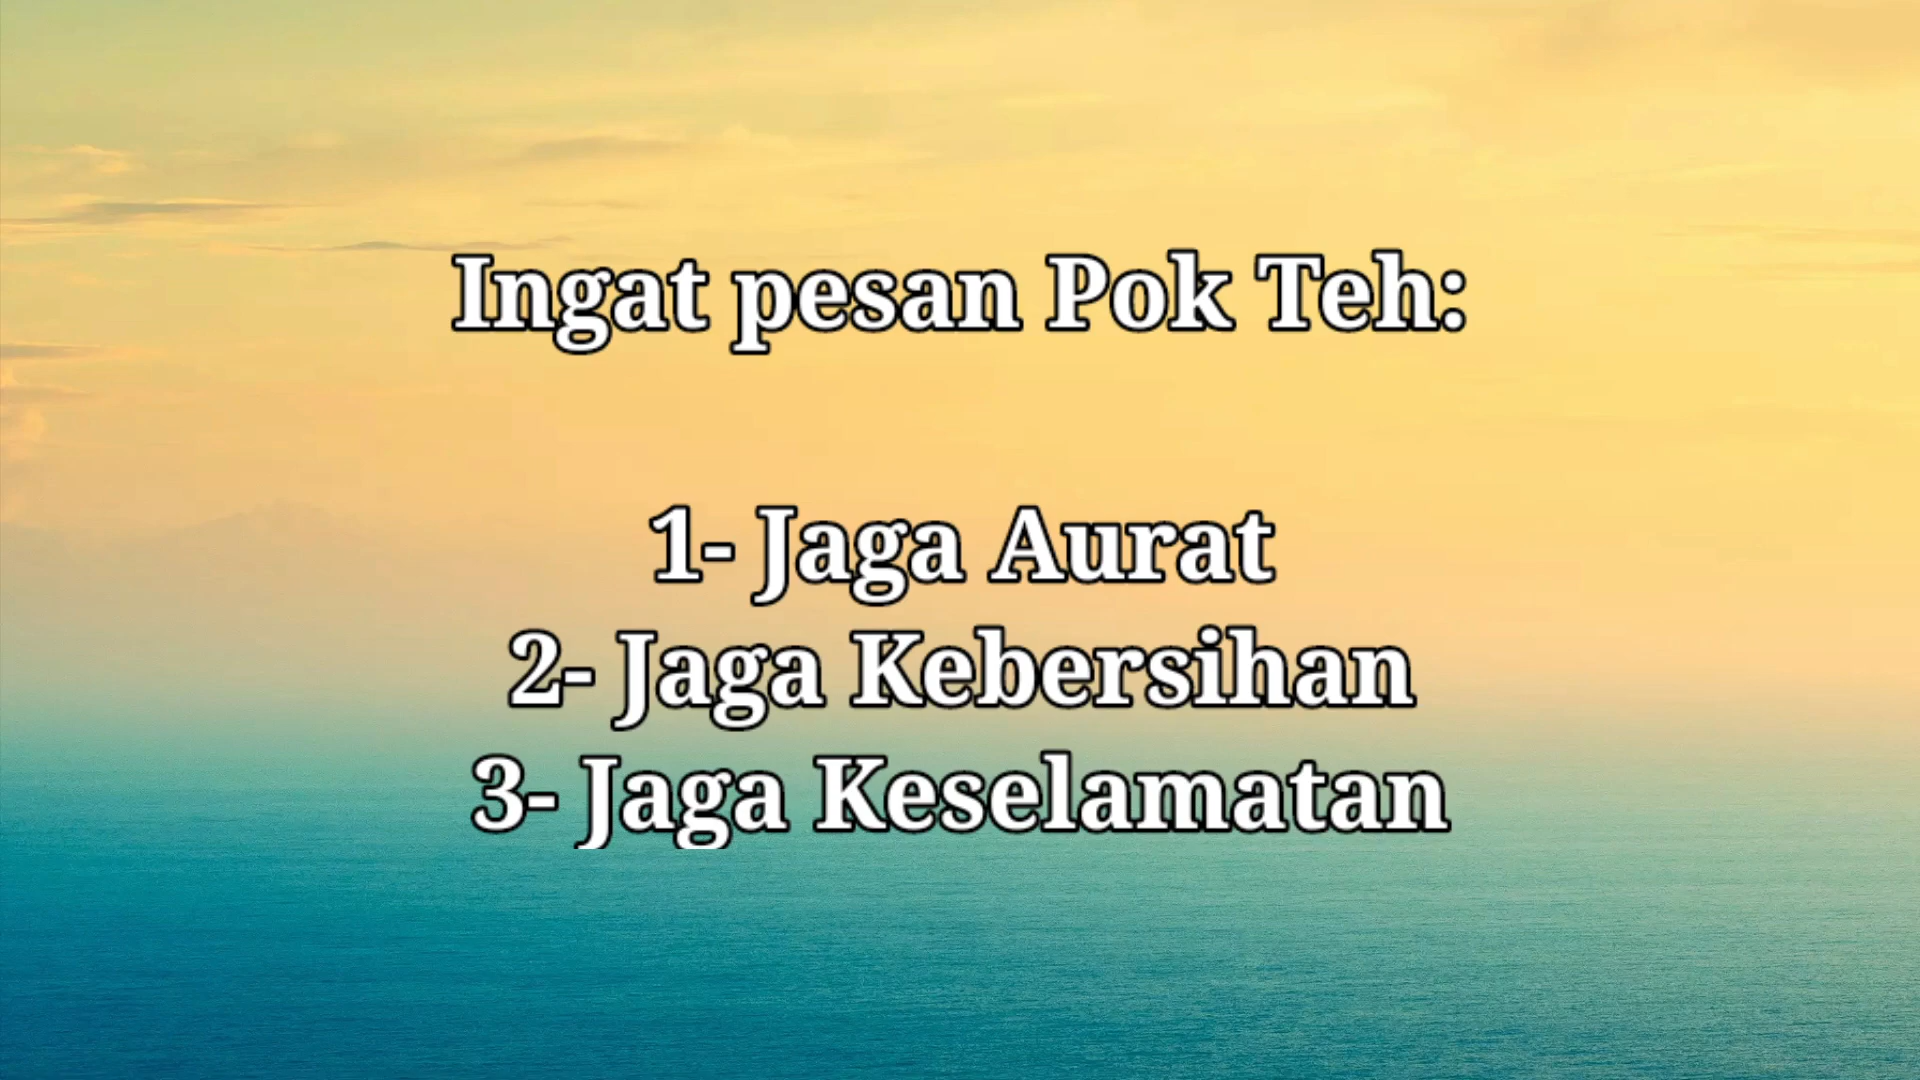 Ingat pesan Pok Teh:
1- Jaga Aurat
2- Jaga Kebersihan
3- Jaga Keselamatan